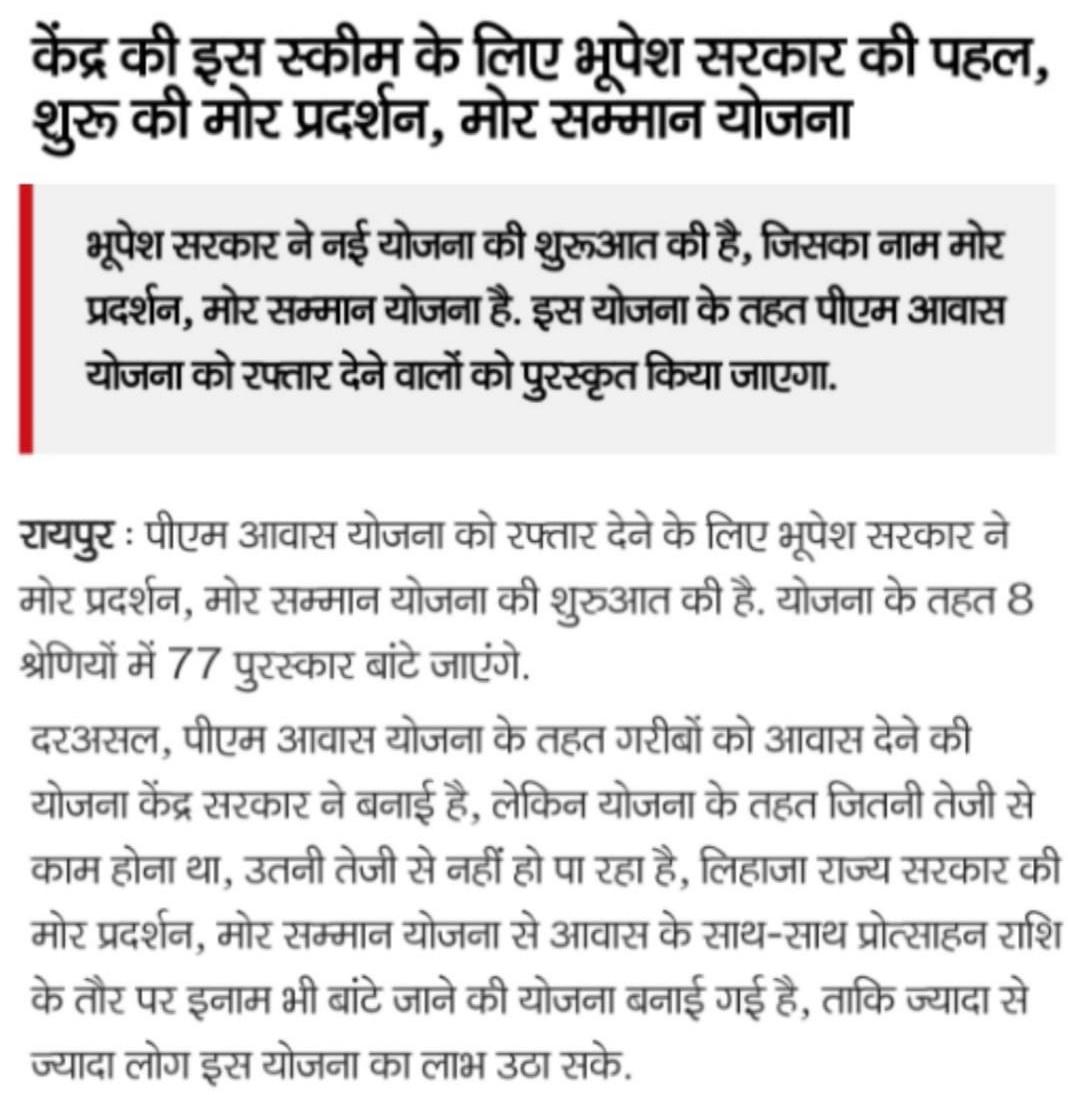 केंद्र की इस स्कीम के लिए भूपेश सरकार की पहल,
शुरू की मोर प्रदर्शन, मोर सम्मान योजना
भूपेश सरकार ने नई योजना की शुरूआत की है, जिसका नाम मोर
प्रदर्शन, मोर सम्मान योजना है. इस योजना के तहत पीएम आवास
योजना को रफ्तार देने वालों को पुरस्कृत किया जाएगा.
रायपुर : पीएम आवास योजना को रफ्तार देने के लिए भूपेश सरकार ने
मोर प्रदर्शन, मोर सम्मान योजना की शुरुआत की है. योजना के तहत 8
श्रेणियों में 77 पुरस्कार बांटे जाएंगे.
दरअसल, पीएम आवास योजना के तहत गरीबों को आवास देने की
योजना केंद्र सरकार ने बनाई है, लेकिन योजना के तहत जितनी तेजी से
काम होना था, उतनी तेजी से नहीं हो पा रहा है, लिहाजा राज्य सरकार की
मोर प्रदर्शन, मोर सम्मान योजना से आवास के साथ-साथ प्रोत्साहन राशि
के तौर पर इनाम भी बांटे जाने की योजना बनाई गई है, ताकि ज्यादा से
ज्यादा लोग इस योजना का लाभ उठा सके.